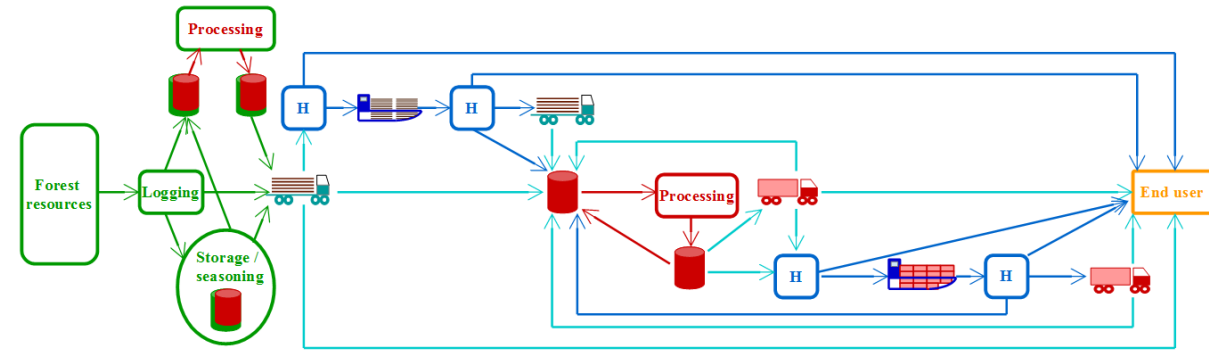 Processing
H
H
Forest
resources
Logging
Processing
End user
Storage /
seasoning
H
H